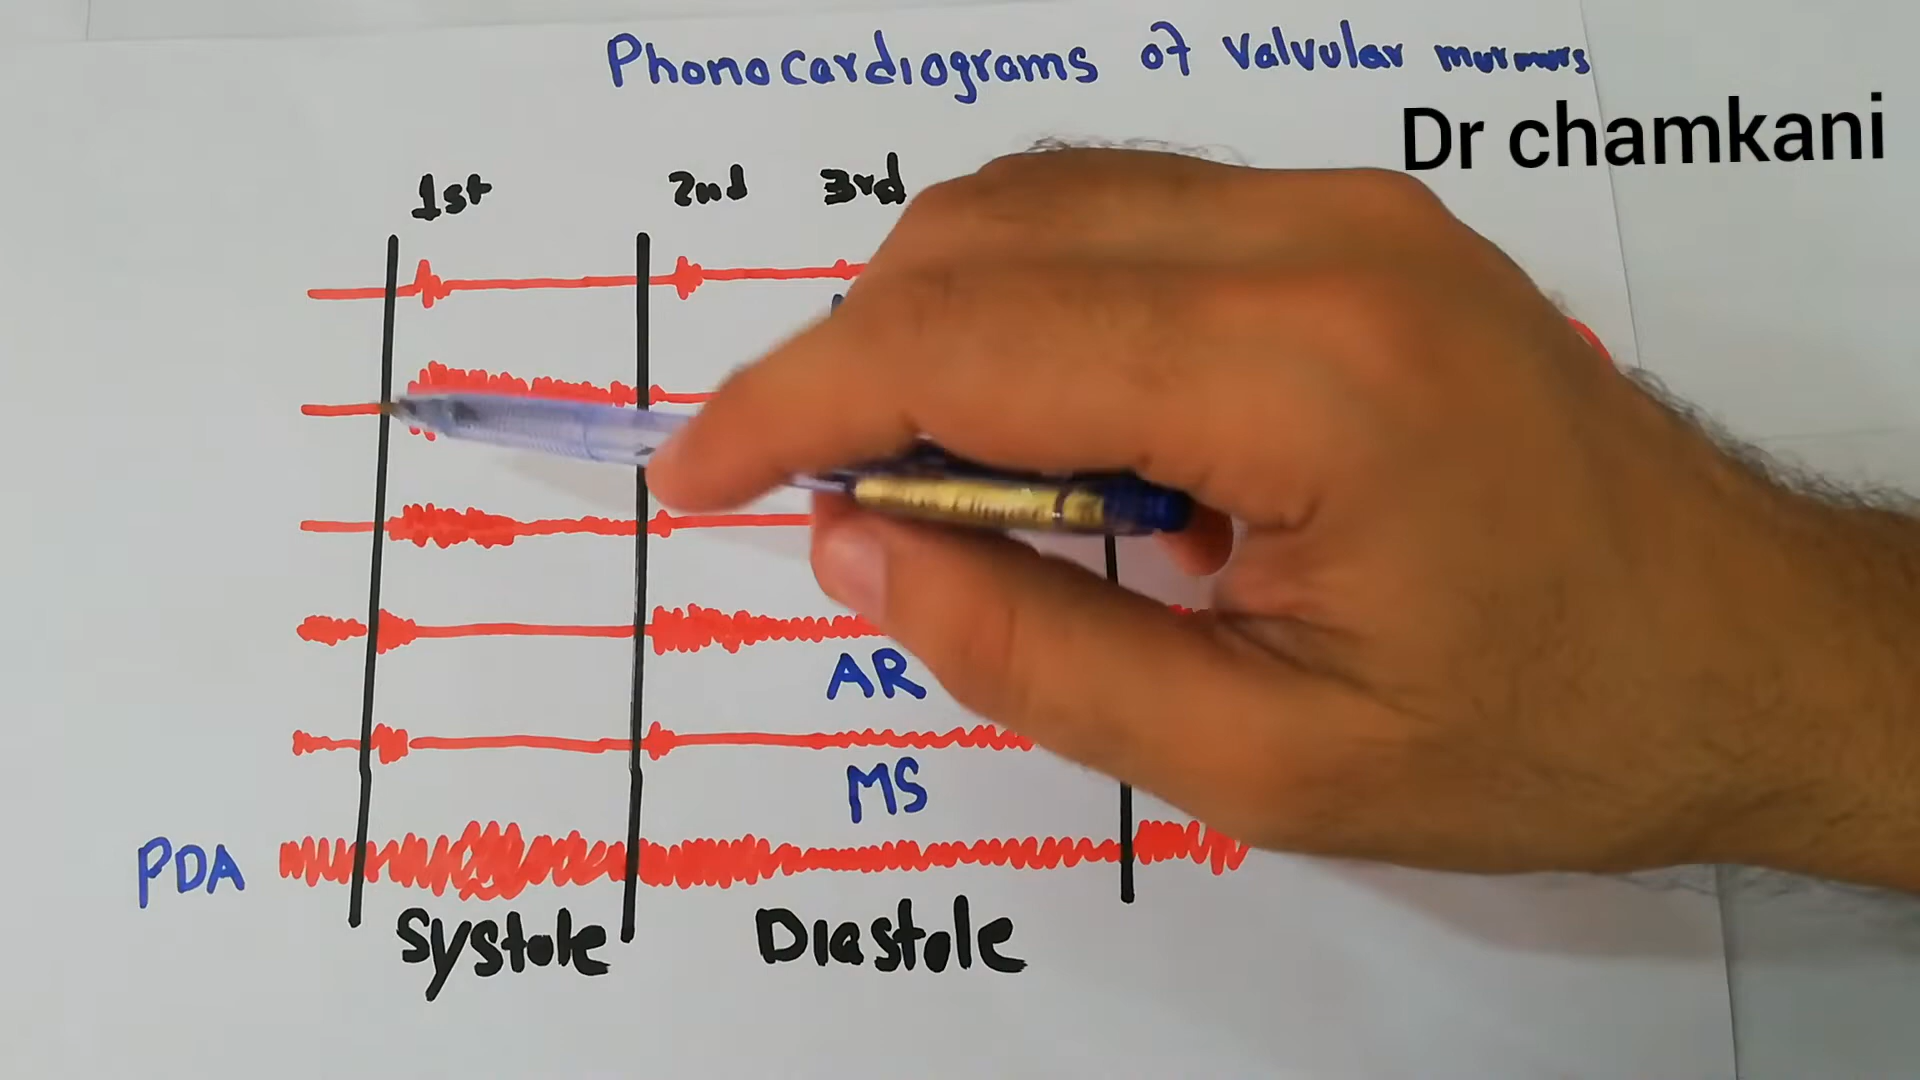 Phonocardiograms of Valvular murmurs
Dr chamkani
1st 2nd 3rd
AR
MS
PDA
Systole Diastole